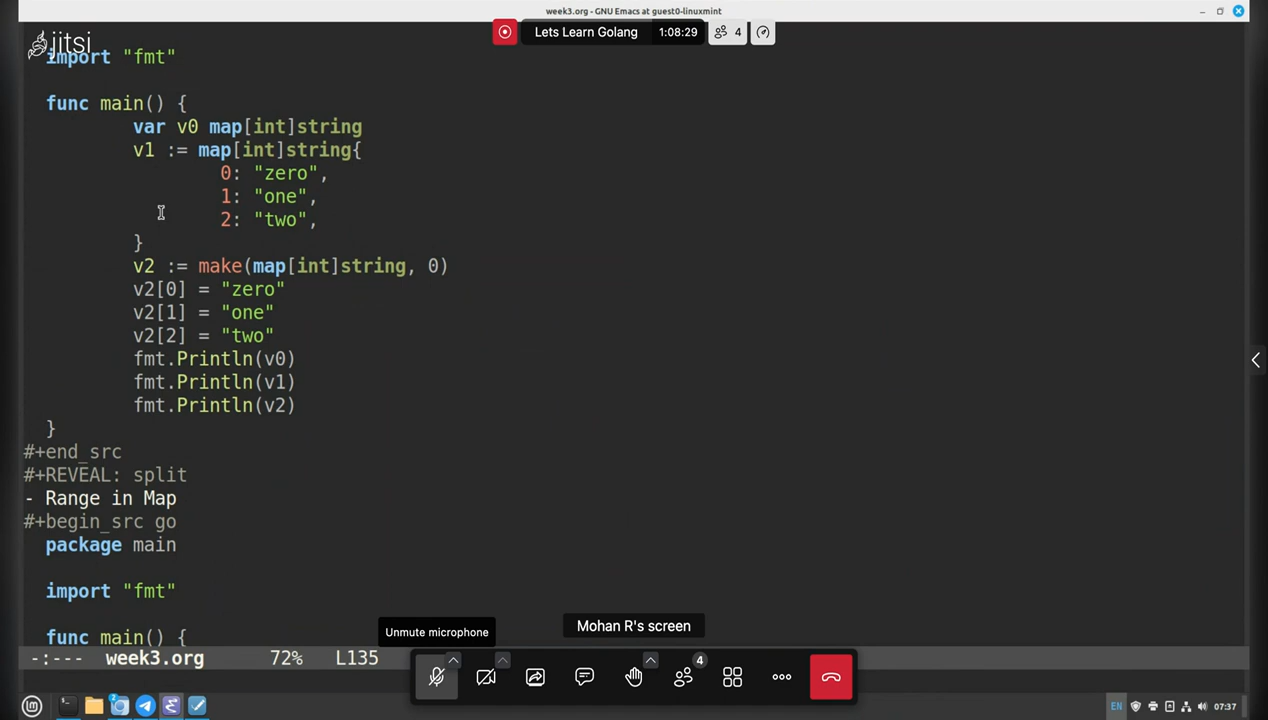 week3.org - GNU Emacs at guest0-linuxmint
jitsi
Lets Learn Golang 1:08:29 4
import "fmt"
func main() {
var v0 map[int]string
v1 := map[int]string{
0: "zero",
1: "one",
2: "two",
}
v2 := make(map[int]string, 0)
v2[0] = "zero"
v2[1] = "one"
v2[2] = "two"
fmt.Println(v0)
fmt.Println(v1)
fmt.Println(v2)
}
#+end_src
#+REVEAL: split
- Range in Map
#+begin_src go
package main
import "fmt"
func main() {
Mohan R's screen
Unmute microphone
-:--- week3.org 72% L135
4
2
EN 07:37